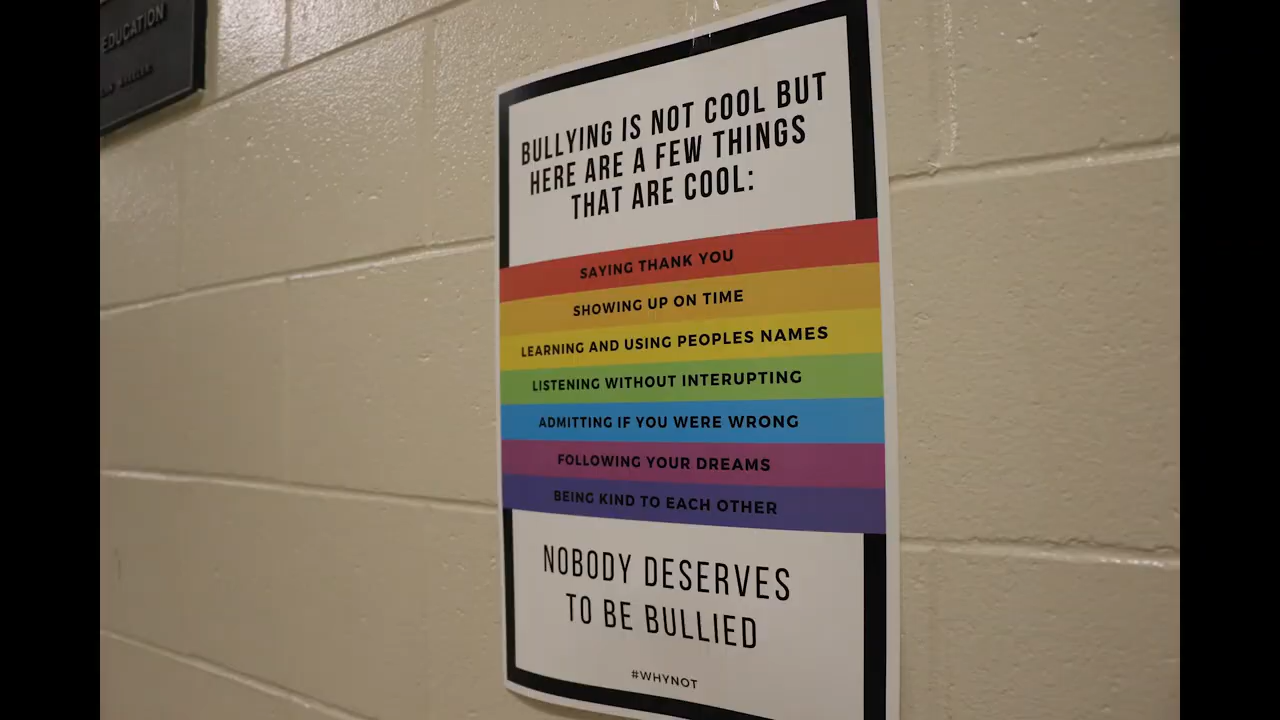 EDUCATION
BULLYING IS NOT COOL BUT
HERE ARE A FEW THINGS
THAT ARE COOL:
SAYING THANK YOU
SHOWING UP ON TIME
LEARNING AND USING PEOPLES NAMES
LISTENING WITHOUT INTERUPTING
ADMITTING IF YOU WERE WRONG
FOLLOWING YOUR DREAMS
BEING KIND TO EACH OTHER
NOBODY DESERVES
TO BE BULLIED
#WHYNOT